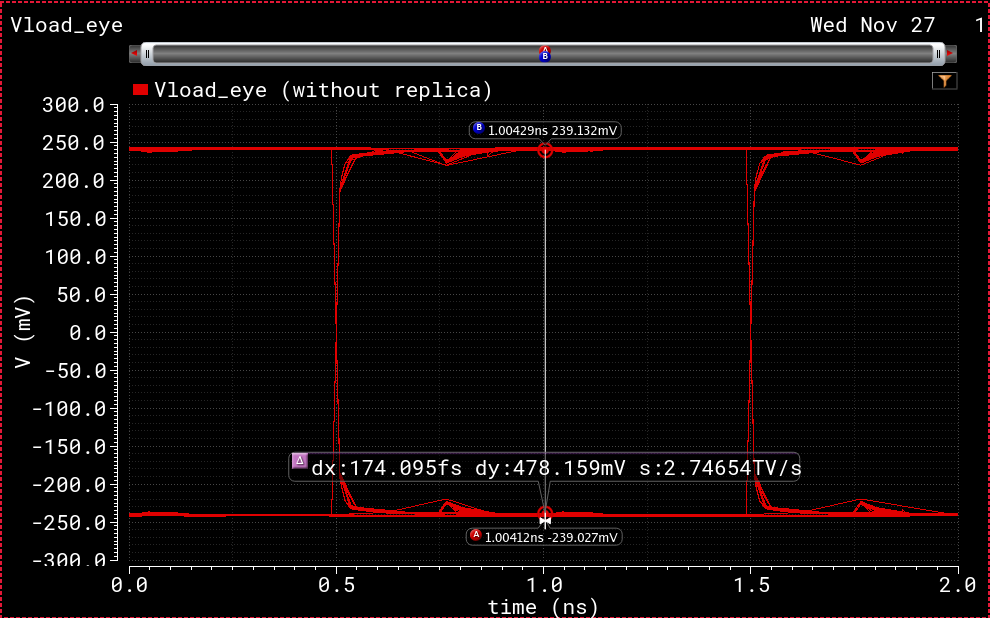 Vload_eye
Wed Nov 27 1
A
B
Vload_eye (without replica)
300.0
250.0
200.0
150.0
100.0
50.0
0.0
-50.0
-100.0
-150.0
-200.0
-250.0
-300.0
V (mV)
B 1.00429ns 239.132mV
Δ dx:174.095fs dy:478.159mV s:2.74654TV/s
A 1.00412ns -239.027mV
0.0 0.5 1.0 1.5 2.0
time (ns)